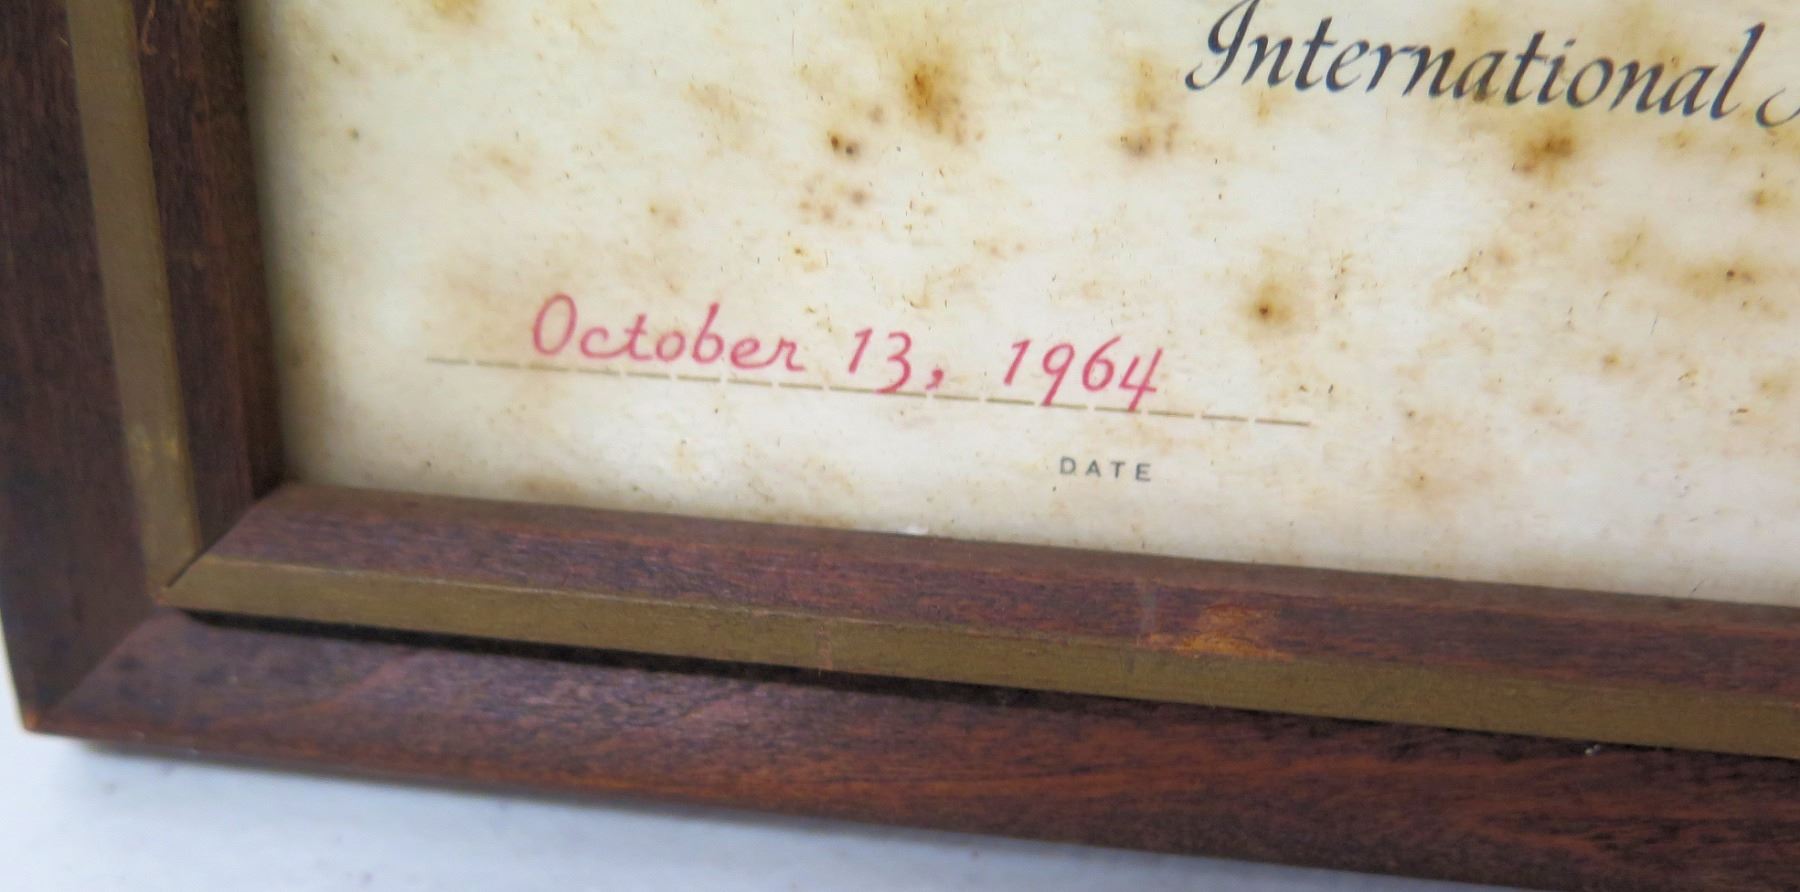 International
October 13, 1964
DATE